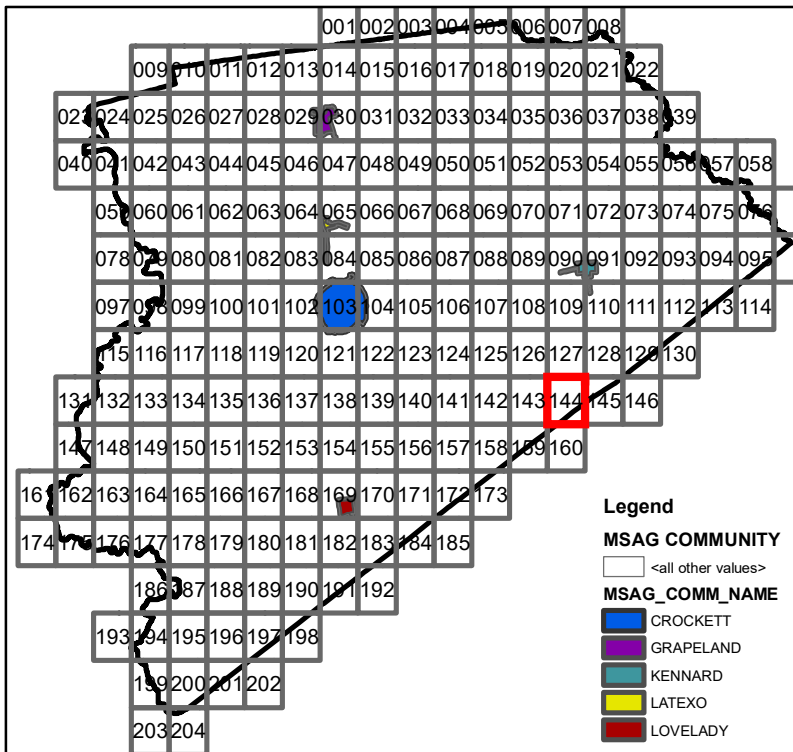 001 002 003 004 005 006 007 008
009 010 011 012 013 014 015 016 017 018 019 020 021 022
023 024 025 026 027 028 029 030 031 032 033 034 035 036 037 038 039
040 041 042 043 044 045 046 047 048 049 050 051 052 053 054 055 056 057 058
059 060 061 062 063 064 065 066 067 068 069 070 071 072 073 074 075 076
078 079 080 081 082 083 084 085 086 087 088 089 090 091 092 093 094 095
097 098 099 100 101 102 103 104 105 106 107 108 109 110 111 112 113 114
115 116 117 118 119 120 121 122 123 124 125 126 127 128 129 130
131 132 133 134 135 136 137 138 139 140 141 142 143 144 145 146
147 148 149 150 151 152 153 154 155 156 157 158 159 160
161 162 163 164 165 166 167 168 169 170 171 172 173
174 175 176 177 178 179 180 181 182 183 184 185
186 187 188 189 190 191 192
193 194 195 196 197 198
199 200 201 202
203 204
Legend
MSAG COMMUNITY
<all other values>
MSAG_COMM_NAME
CROCKETT
GRAPELAND
KENNARD
LATEXO
LOVELADY